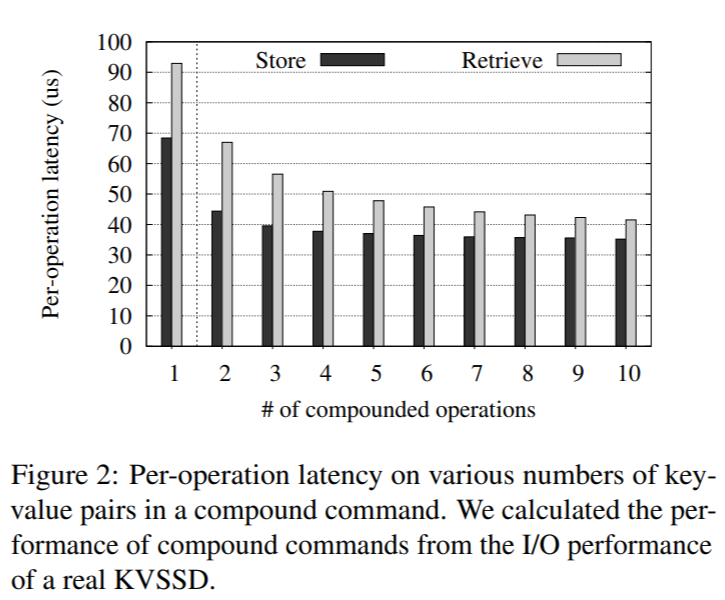 100
90
80
70
60
50
40
30
20
10
0
Per-operation latency (us)
Store
Retrieve
1 2 3 4 5 6 7 8 9 10
# of compounded operations
Figure 2: Per-operation latency on various numbers of key-
value pairs in a compound command. We calculated the per-
formance of compound commands from the I/O performance
of a real KVSSD.